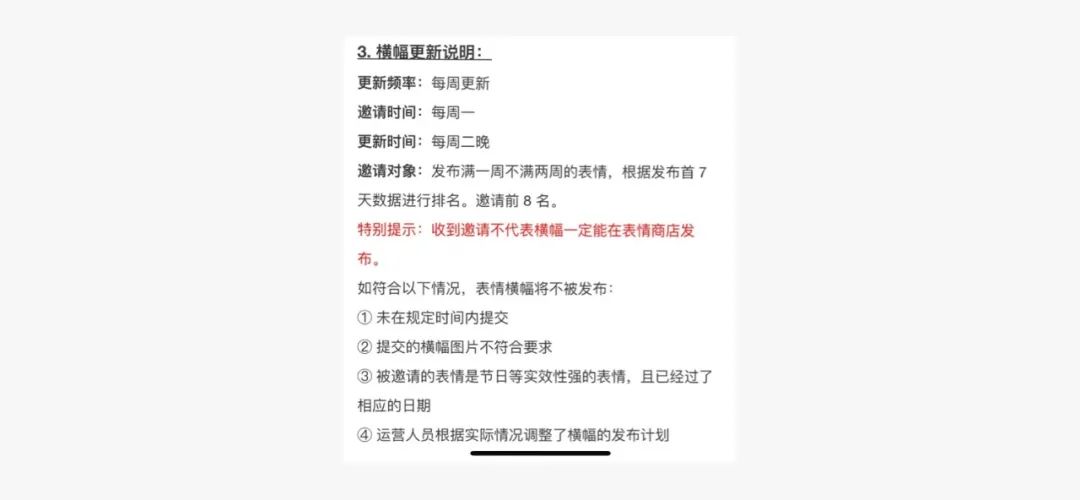 3. 横幅更新说明：
更新频率：每周更新
邀请时间：每周一
更新时间：每周二晚
邀请对象：发布满一周不满两周的表情，根据发布首 7
天数据进行排名。邀请前 8 名。
特别提示：收到邀请不代表横幅一定能在表情商店发
布。
如符合以下情况，表情横幅将不被发布：
① 未在规定时间内提交
② 提交的横幅图片不符合要求
③ 被邀请的表情是节日等实效性强的表情，且已经过了
相应的日期
④ 运营人员根据实际情况调整了横幅的发布计划